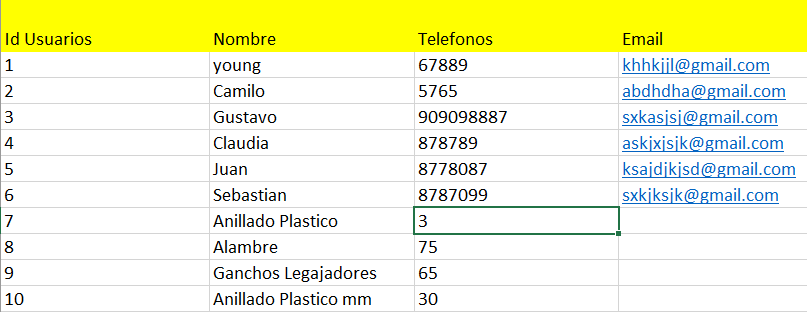 Id Usuarios Nombre Telefonos Email
1 young 67889 khhkjjl@gmail.com
2 Camilo 5765 abdhdha@gmail.com
3 Gustavo 909098887 sxkasjsj@gmail.com
4 Claudia 878789 askjxjsjk@gmail.com
5 Juan 8778087 ksajdjkjsd@gmail.com
6 Sebastian 8787099 sxkjksjk@gmail.com
7 Anillado Plastico 3
8 Alambre 75
9 Ganchos Legajadores 65
10 Anillado Plastico mm 30